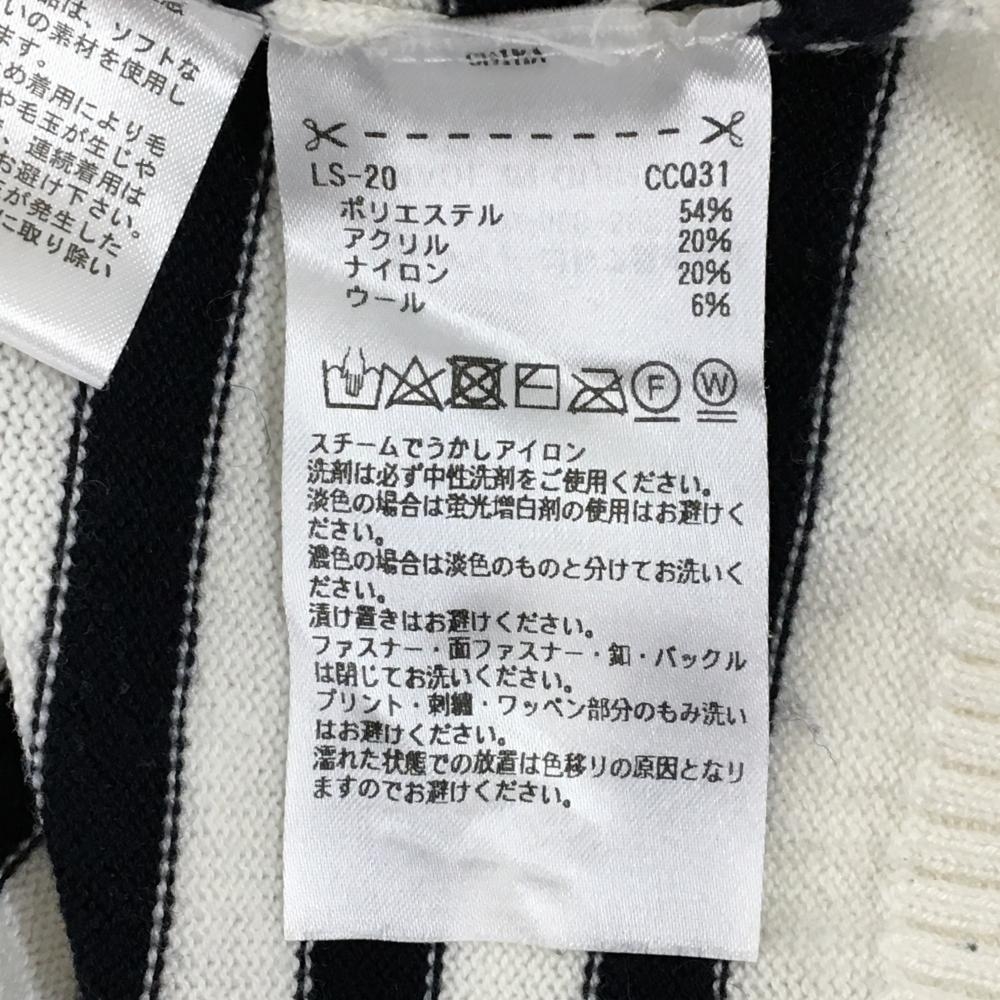 は、ソフトな
いの素材を使用し
ます。
め着用により毛
や毛玉が生じや
、連続着用は
お避け下さい。
が発生した
に取り除い
LS-20 CCQ31
ポリエステル 54%
アクリル 20%
ナイロン 20%
ウール 6%
F W
スチームでうかしアイロン
洗剤は必ず中性洗剤をご使用ください。
淡色の場合は蛍光増白剤の使用はお避けく
ださい。
濃色の場合は淡色のものと分けてお洗いく
ださい。
漬け置きはお避けください。
ファスナー・面ファスナー・釦・バックル
は閉じてお洗いください。
プリント・刺繍・ワッペン部分のもみ洗い
はお避けください。
濡れた状態での放置は色移りの原因となり
ますのでお避けください。